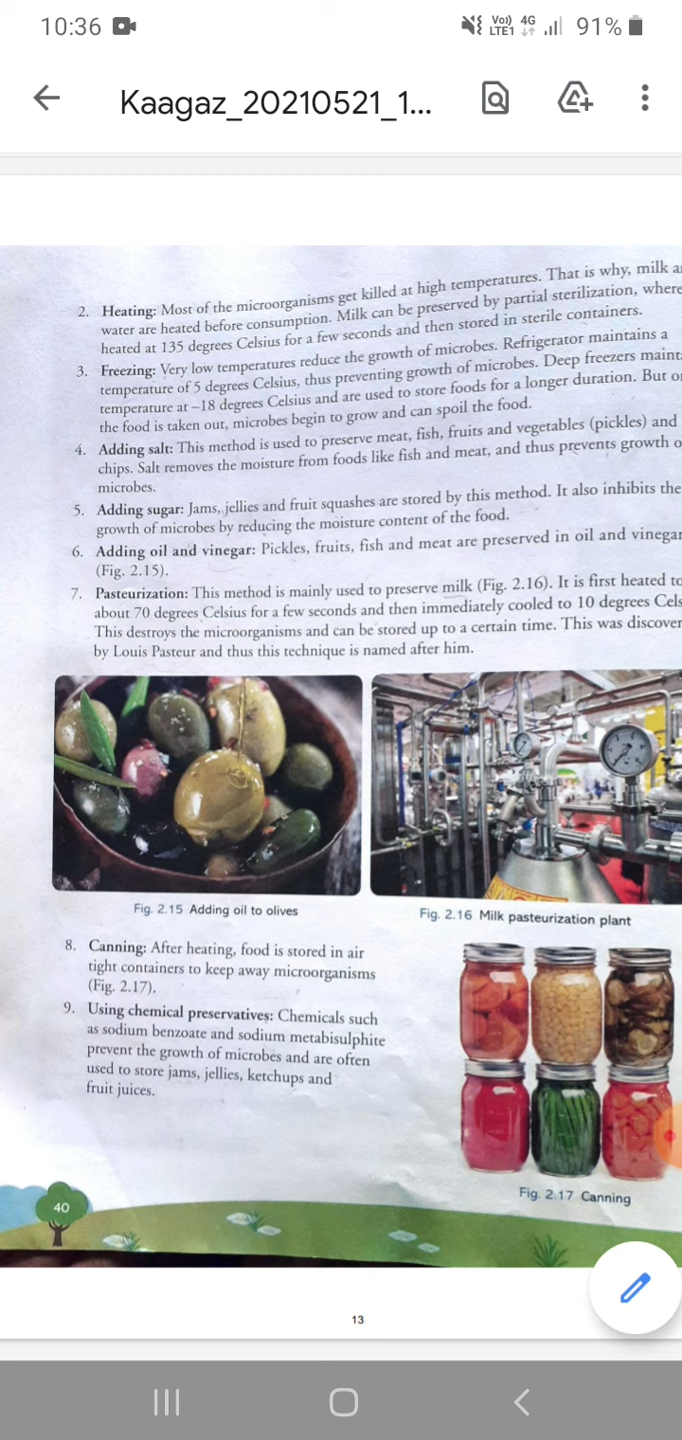 10:36
Vo)) 4G
LTE1
91%
Kaagaz_20210521_1...
2. Heating: Most of the microorganisms get killed at high temperatures. That is why, milk a
water are heated before consumption. Milk can be preserved by partial sterilization, where
heated at 135 degrees Celsius for a few seconds and then stored in sterile containers.
3. Freezing: Very low temperatures reduce the growth of microbes. Refrigerator maintains a
temperature of 5 degrees Celsius, thus preventing growth of microbes. Deep freezers maint
temperature at –18 degrees Celsius and are used to store foods for a longer duration. But o
the food is taken out, microbes begin to grow and can spoil the food.
4. Adding salt: This method is used to preserve meat, fish, fruits and vegetables (pickles) and
chips. Salt removes the moisture from foods like fish and meat, and thus prevents growth o
microbes.
5. Adding sugar: Jams, jellies and fruit squashes are stored by this method. It also inhibits the
growth of microbes by reducing the moisture content of the food.
6. Adding oil and vinegar: Pickles, fruits, fish and meat are preserved in oil and vinegar
(Fig. 2.15).
7. Pasteurization: This method is mainly used to preserve milk (Fig. 2.16). It is first heated to
about 70 degrees Celsius for a few seconds and then immediately cooled to 10 degrees Cels
This destroys the microorganisms and can be stored up to a certain time. This was discover
by Louis Pasteur and thus this technique is named after him.
Fig. 2.15 Adding oil to olives
Fig. 2.16 Milk pasteurization plant
8. Canning: After heating, food is stored in air
tight containers to keep away microorganisms
(Fig. 2.17).
9. Using chemical preservatives: Chemicals such
as sodium benzoate and sodium metabisulphite
prevent the growth of microbes and are often
used to store jams, jellies, ketchups and
fruit juices.
Fig. 2.17 Canning
40
13